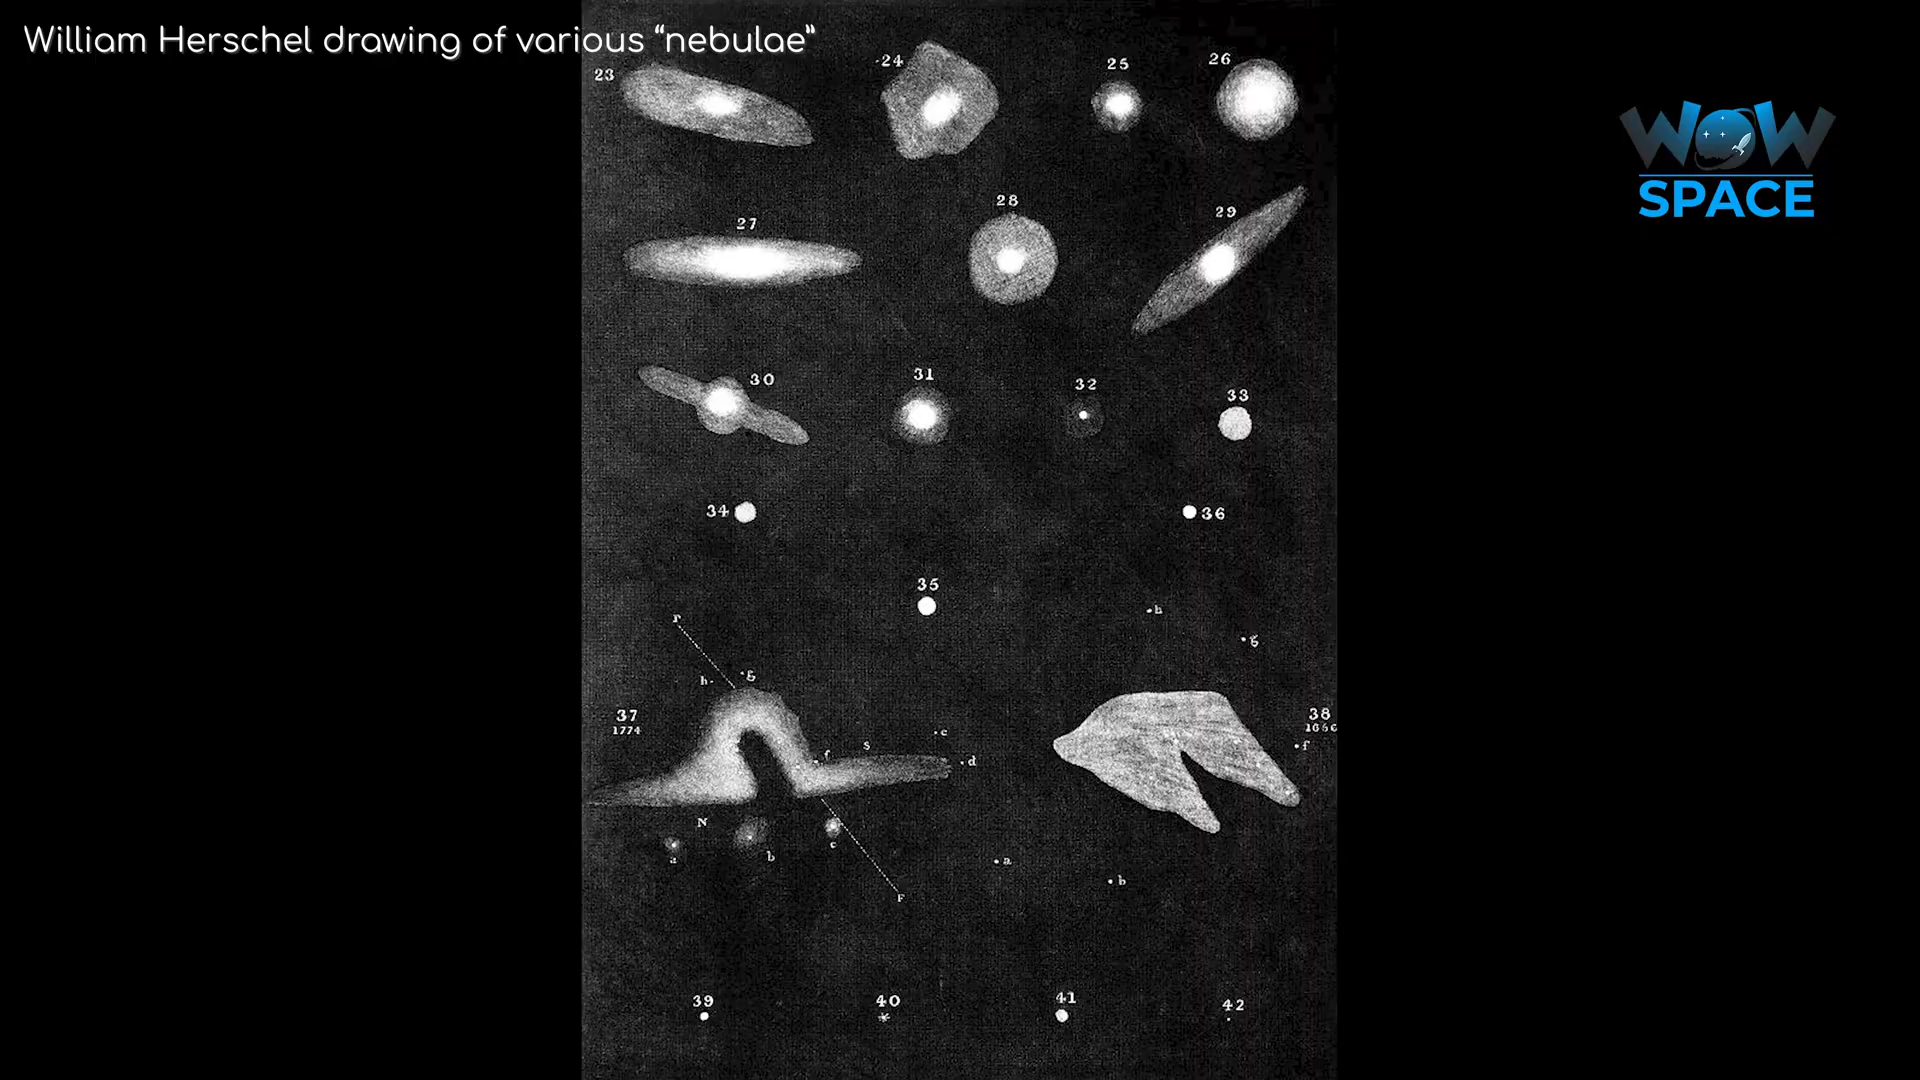 William Herschel drawing of various “nebulae”
WOW
SPACE
23
24
25
26
27
28
29
30
31
32
33
34
36
35
P
h
g
h
g
37
1774
38
f
S
c
d
f
N
a
b
c
a
b
F
39
40
41
42